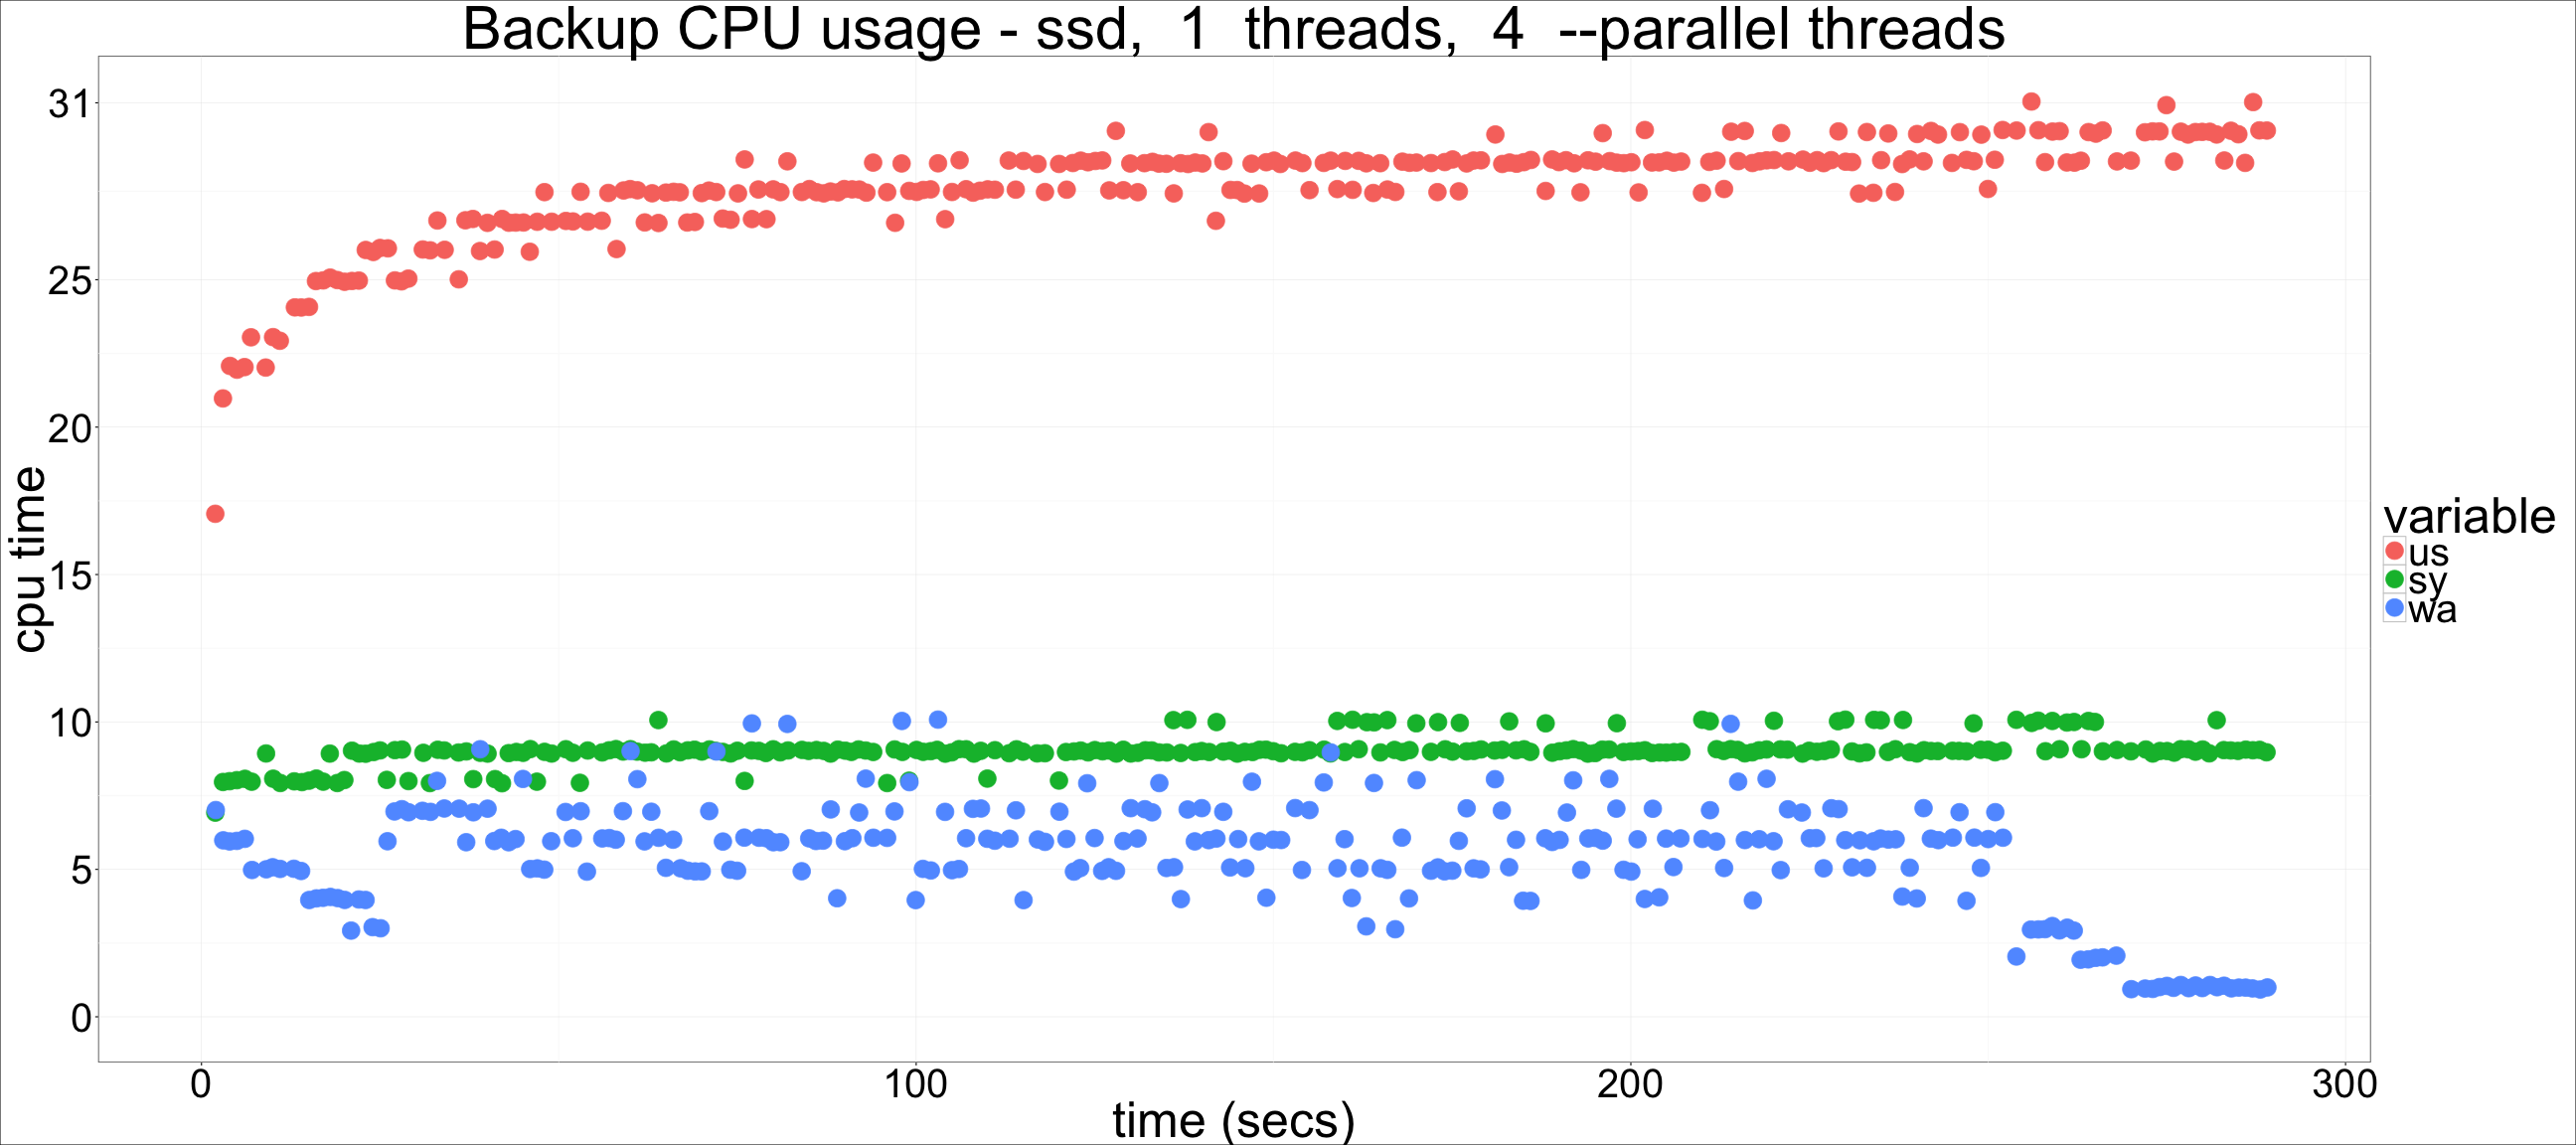 Backup CPU usage - ssd, 1 threads, 4 --parallel threads
31
25
20
15
10
5
0
cpu time
0 100 200 300
time (secs)
variable
us
sy
wa